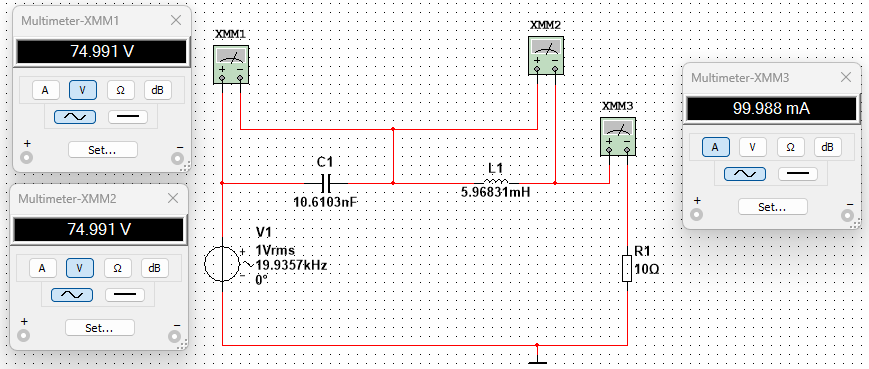 Multimeter-XMM1
74.991 V
A V Ω dB
+ Set... −
Multimeter-XMM2
74.991 V
A V Ω dB
+ Set... −
XMM1
+ −
XMM2
+ −
XMM3
+ −
C1
10.6103nF
L1
5.96831mH
V1
+
1Vrms
19.9357kHz
−
0°
R1
10Ω
Multimeter-XMM3
99.988 mA
A V Ω dB
+ Set... −